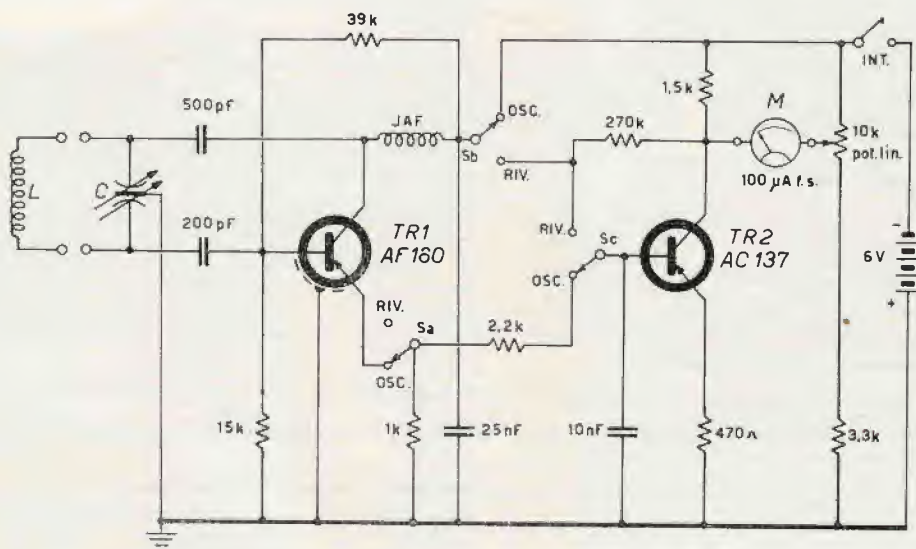 39k
500pf
L
C
200pF
JAF
Sb
OSC.
RIV.
TR1
AF160
15k
RIV.
Sa
OSC.
1k
25nF
2,2k
270k
RIV.
Sc
OSC.
10nF
1,5k
TR2
AC137
470Ω
M
100 μA f.s.
INT.
10k
pot.lin.
3,3k
-
6V
+